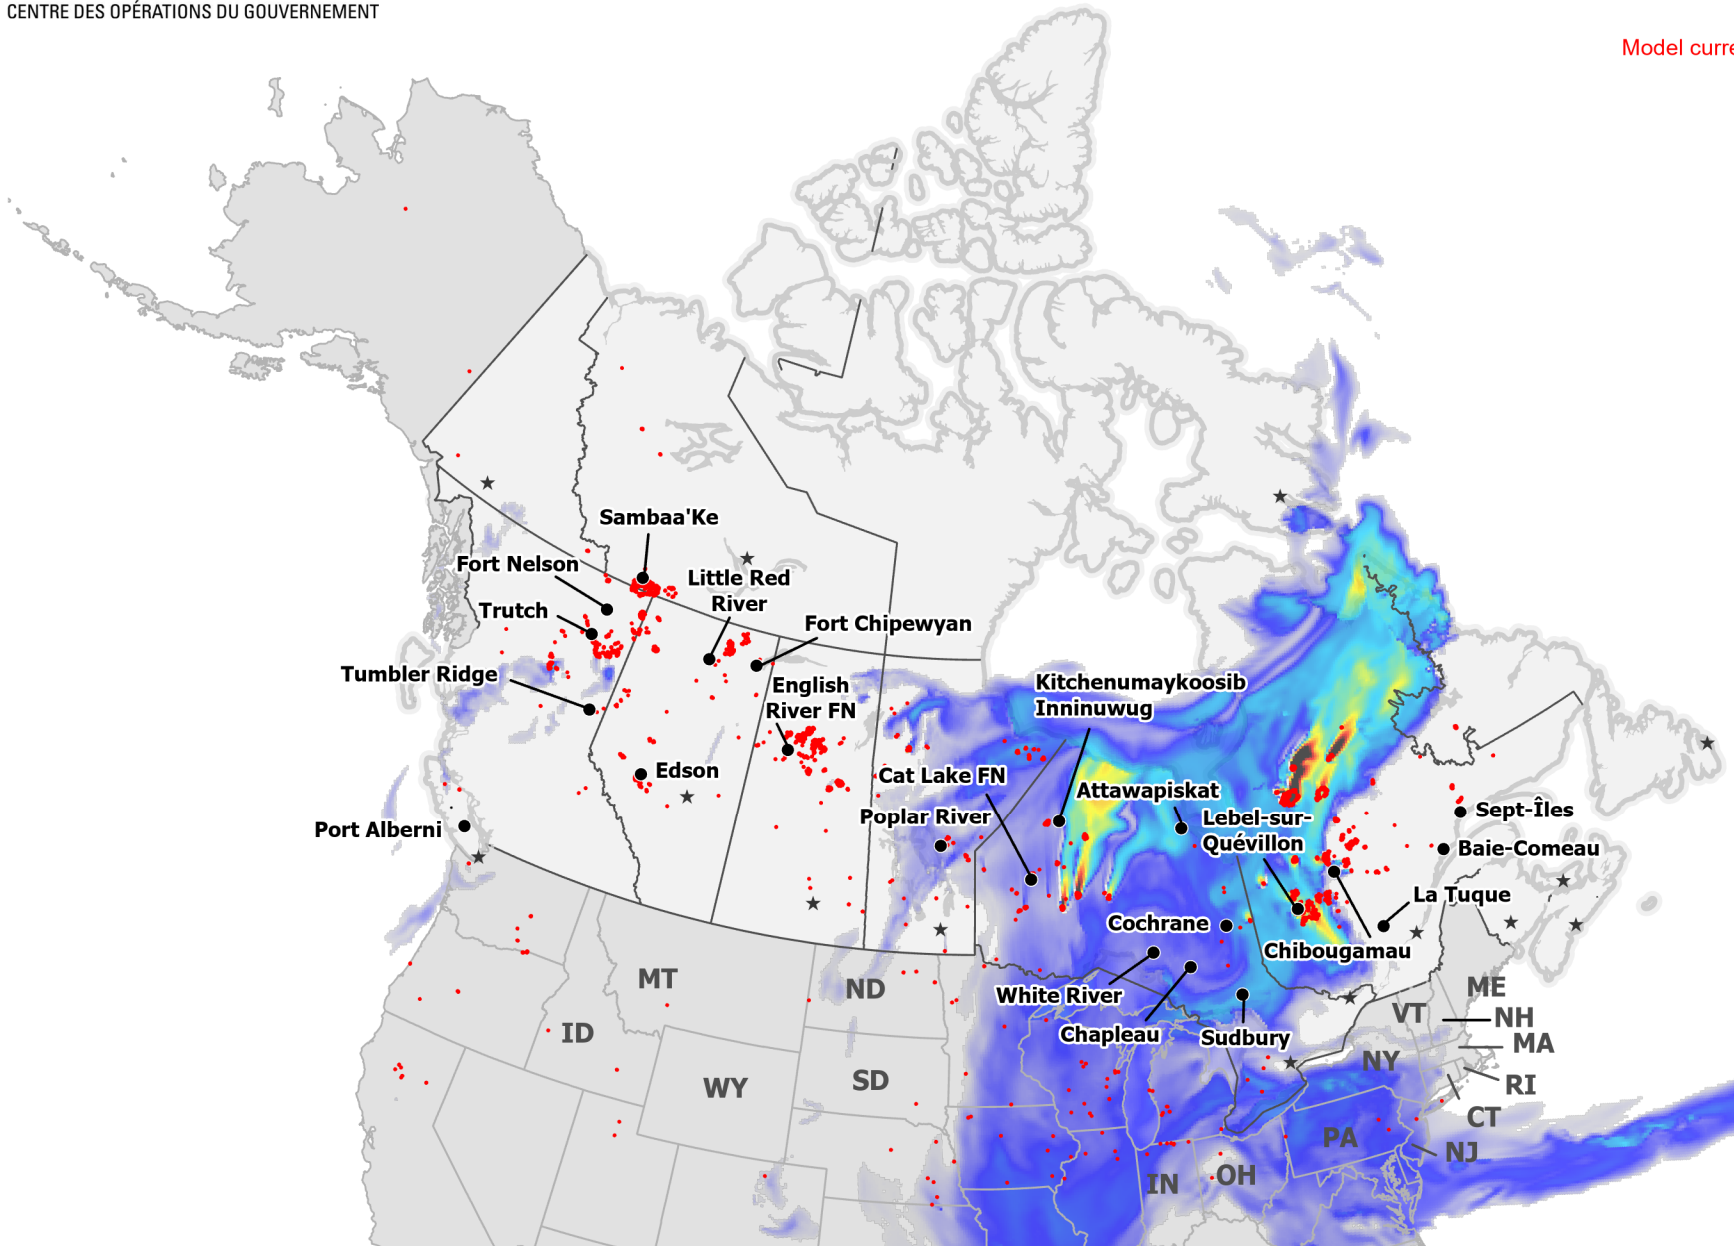 CENTRE DES OPÉRATIONS DU GOUVERNEMENT
Model curre
Sambaa'Ke
Fort Nelson
Little Red
River
Trutch
Fort Chipewyan
Tumbler Ridge
English
River FN
Kitchenumaykoosib
Inninuwug
Edson
Cat Lake FN
Attawapiskat
Poplar River
Lebel-sur-
Quévillon
Sept-Îles
Port Alberni
Baie-Comeau
La Tuque
Cochrane
Chibougamau
White River
Chapleau
Sudbury
MT
ND
ID
WY
SD
ME
VT
NH
MA
NY
RI
CT
PA
NJ
IN
OH